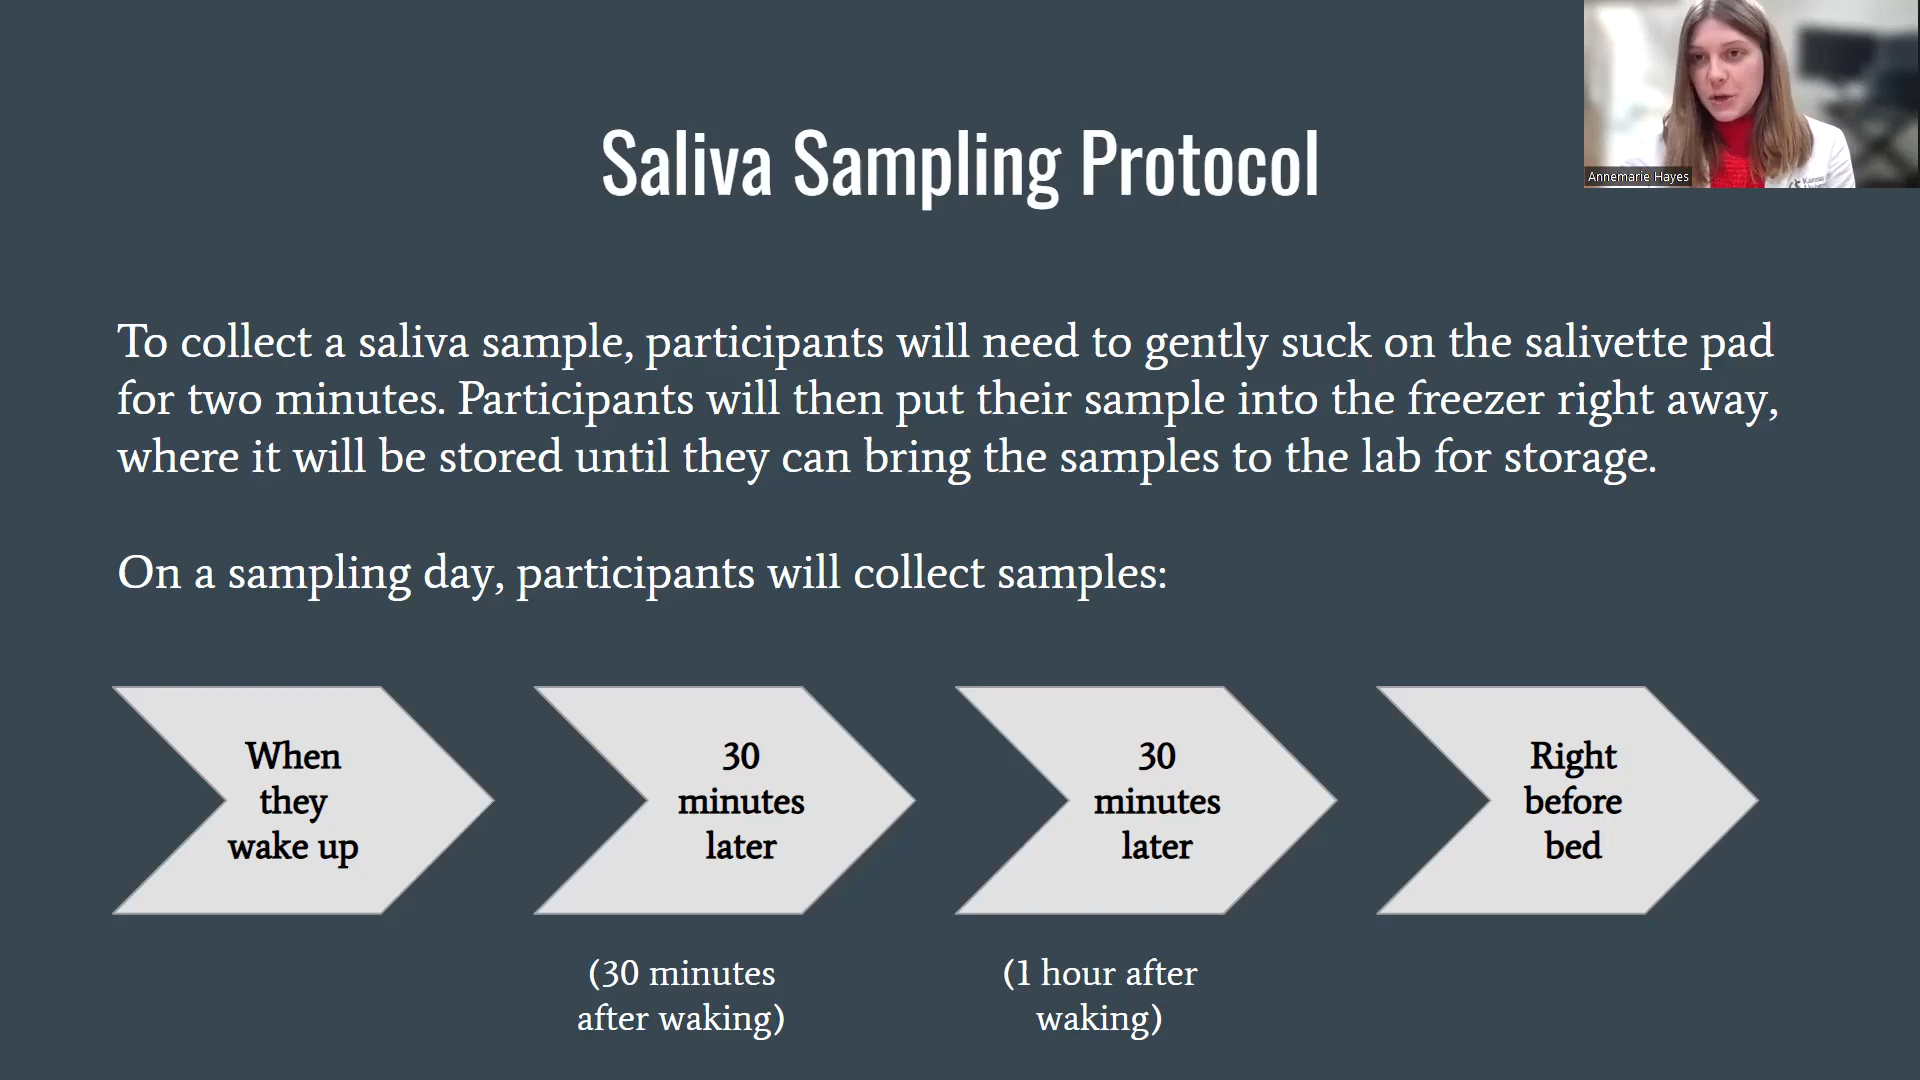 Saliva Sampling Protocol
Annemarie Hayes
To collect a saliva sample, participants will need to gently suck on the salivette pad
for two minutes. Participants will then put their sample into the freezer right away,
where it will be stored until they can bring the samples to the lab for storage.
On a sampling day, participants will collect samples:
When
they
wake up
30
minutes
later
(30 minutes
after waking)
30
minutes
later
(1 hour after
waking)
Right
before
bed